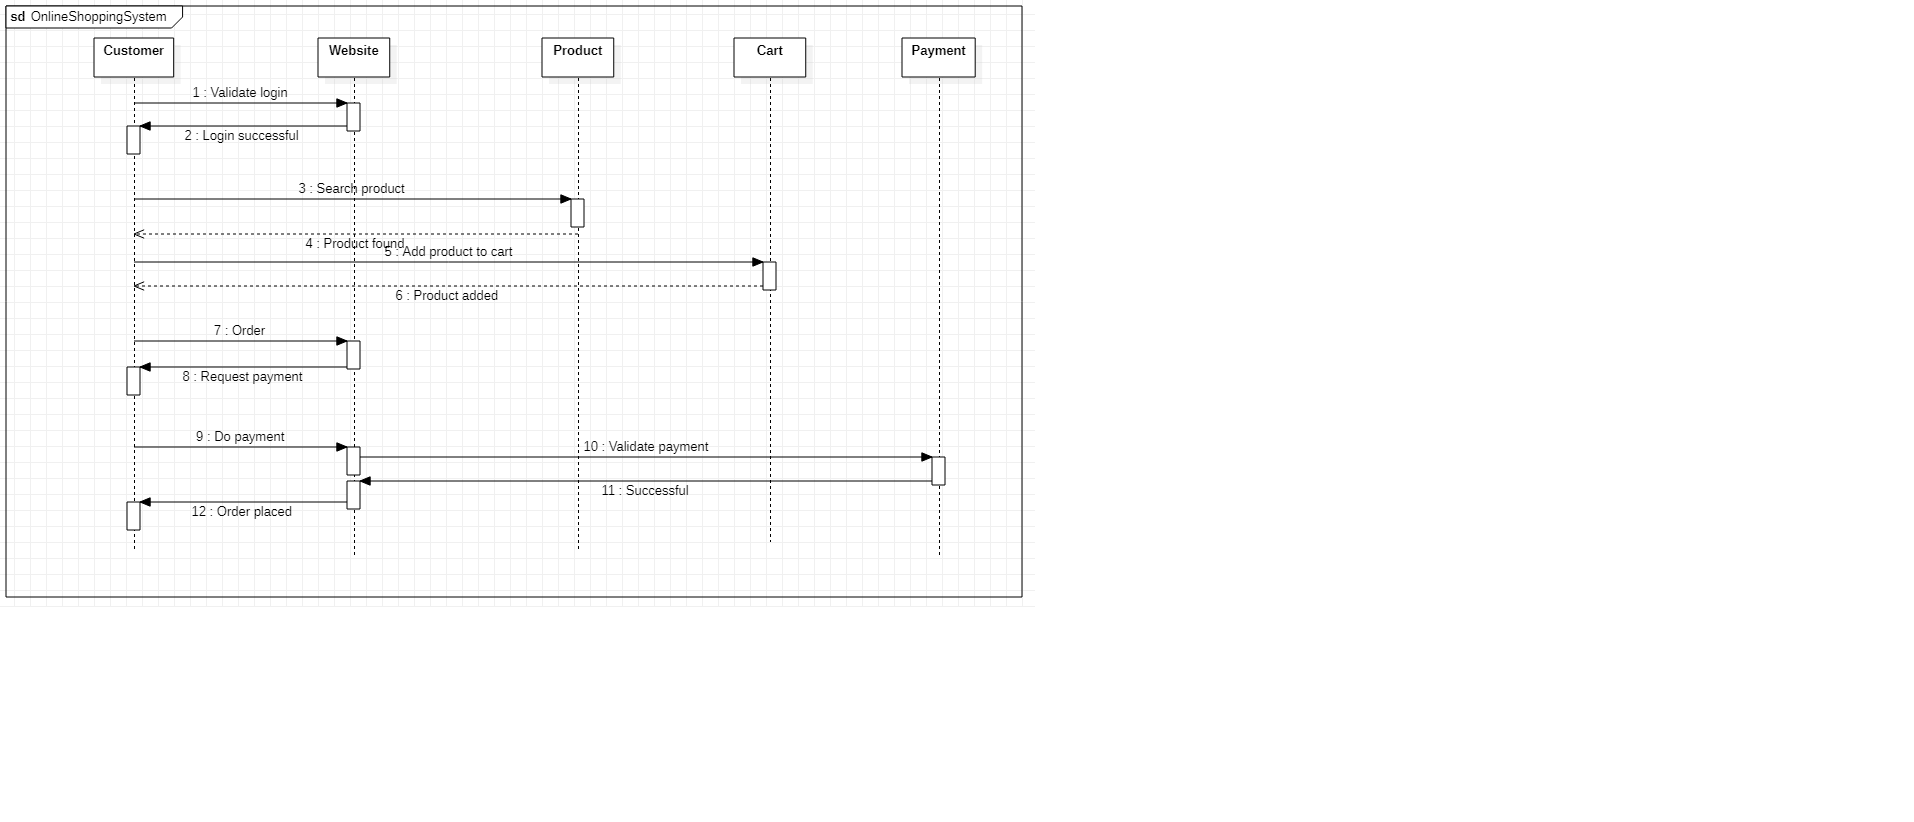 sd OnlineShoppingSystem
Customer
Website
Product
Cart
Payment
1 : Validate login
2 : Login successful
3 : Search product
4 : Product found
5 : Add product to cart
6 : Product added
7 : Order
8 : Request payment
9 : Do payment
10 : Validate payment
11 : Successful
12 : Order placed